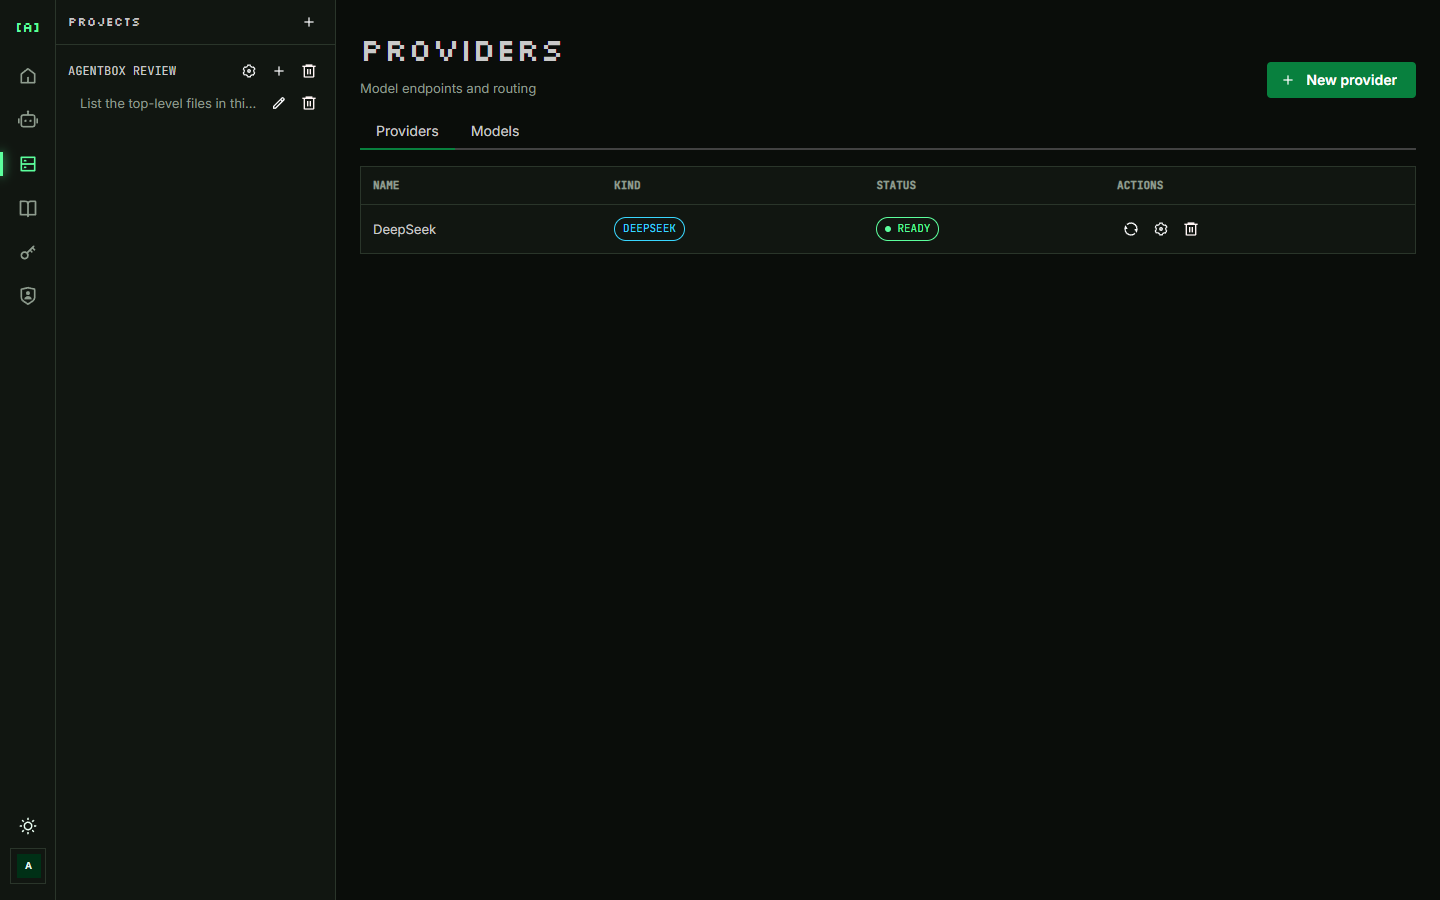 [A]
PROJECTS
AGENTBOX REVIEW
List the top-level files in thi...
PROVIDERS
Model endpoints and routing
New provider
Providers Models
NAME KIND STATUS ACTIONS
DeepSeek DEEPSEEK READY
A